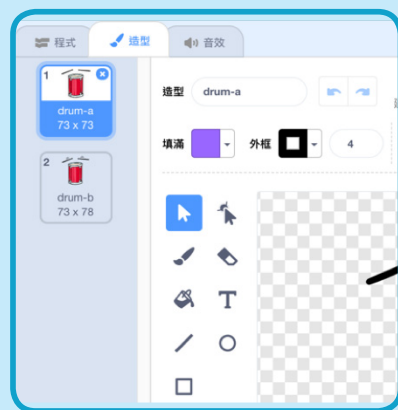 程式 造型 音效
1
drum-a
73 x 73
2
drum-b
73 x 78
造型 drum-a
填滿 外框 4
T